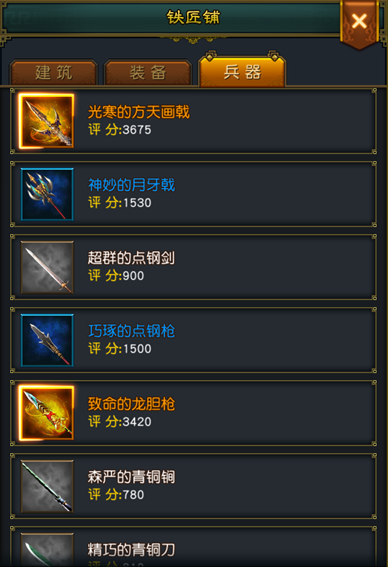 铁匠铺
建筑 装备 兵器
光寒的方天画戟
评分:3675
神妙的月牙戟
评分:1530
超群的点钢剑
评分:900
巧琢的点钢枪
评分:1500
致命的龙胆枪
评分:3420
森严的青铜锏
评分:780
精巧的青铜刀